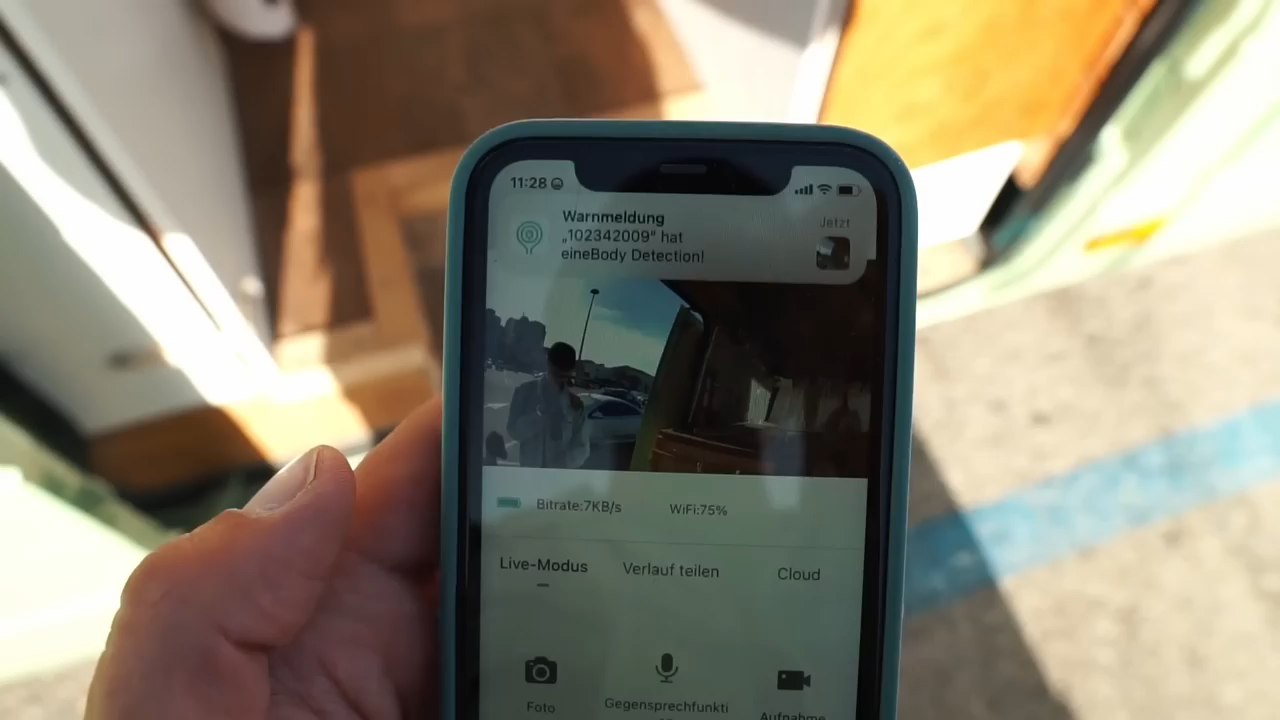 11:28
Warnmeldung
Jetzt
„102342009“ hat
eineBody Detection!
Bitrate:7KB/s WiFi:75%
Live-Modus Verlauf teilen Cloud
Foto Gegensprechfunkti Aufnahme